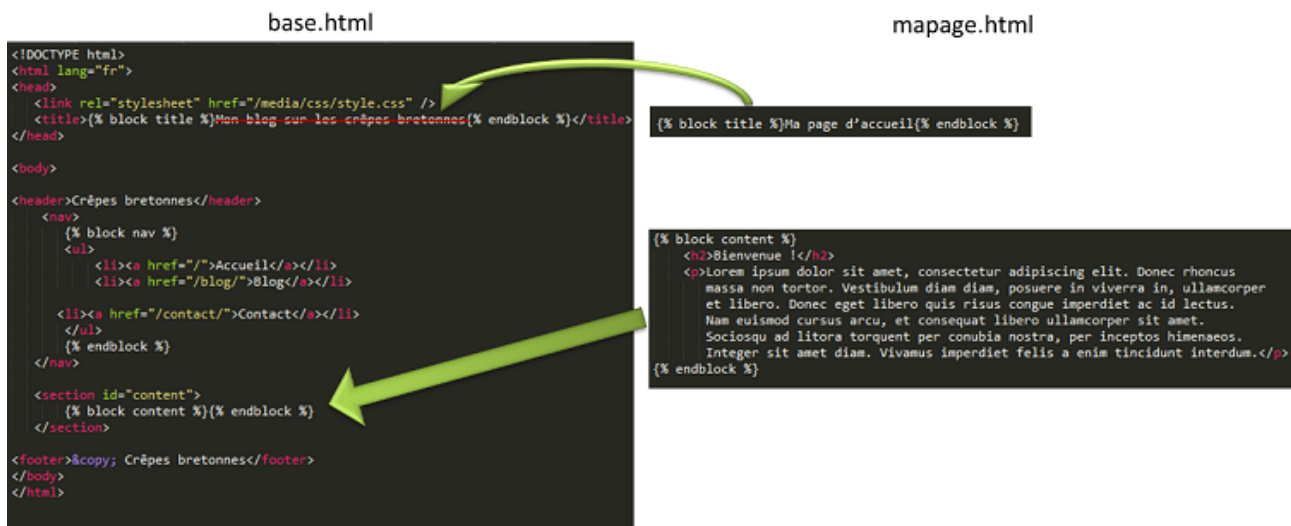 base.html
<!DOCTYPE html>
<html lang="fr">
<head>
<link rel="stylesheet" href="/media/css/style.css" />
<title>{% block title %}Mon blog sur les crêpes bretonnes{% endblock %}</title>
</head>
<body>
<header>Crêpes bretonnes</header>
<nav>
{% block nav %}
<ul>
<li><a href="/">Accueil</a></li>
<li><a href="/blog/">Blog</a></li>
<li><a href="/contact/">Contact</a></li>
</ul>
{% endblock %}
</nav>
<section id="content">
{% block content %}{% endblock %}
</section>
<footer>&copy; Crêpes bretonnes</footer>
</body>
</html>
mapage.html
{% block title %}Ma page d’accueil{% endblock %}
{% block content %}
<h2>Bienvenue !</h2>
<p>Lorem ipsum dolor sit amet, consectetur adipiscing elit. Donec rhoncus
massa non tortor. Vestibulum diam diam, posuere in viverra in, ullamcorper
et libero. Donec eget libero quis risus congue imperdiet ac id lectus.
Nam euismod cursus arcu, et consequat libero ullamcorper sit amet.
Sociosqu ad litora torquent per conubia nostra, per inceptos himenaeos.
Integer sit amet diam. Vivamus imperdiet felis a enim tincidunt interdum.</p>
{% endblock %}